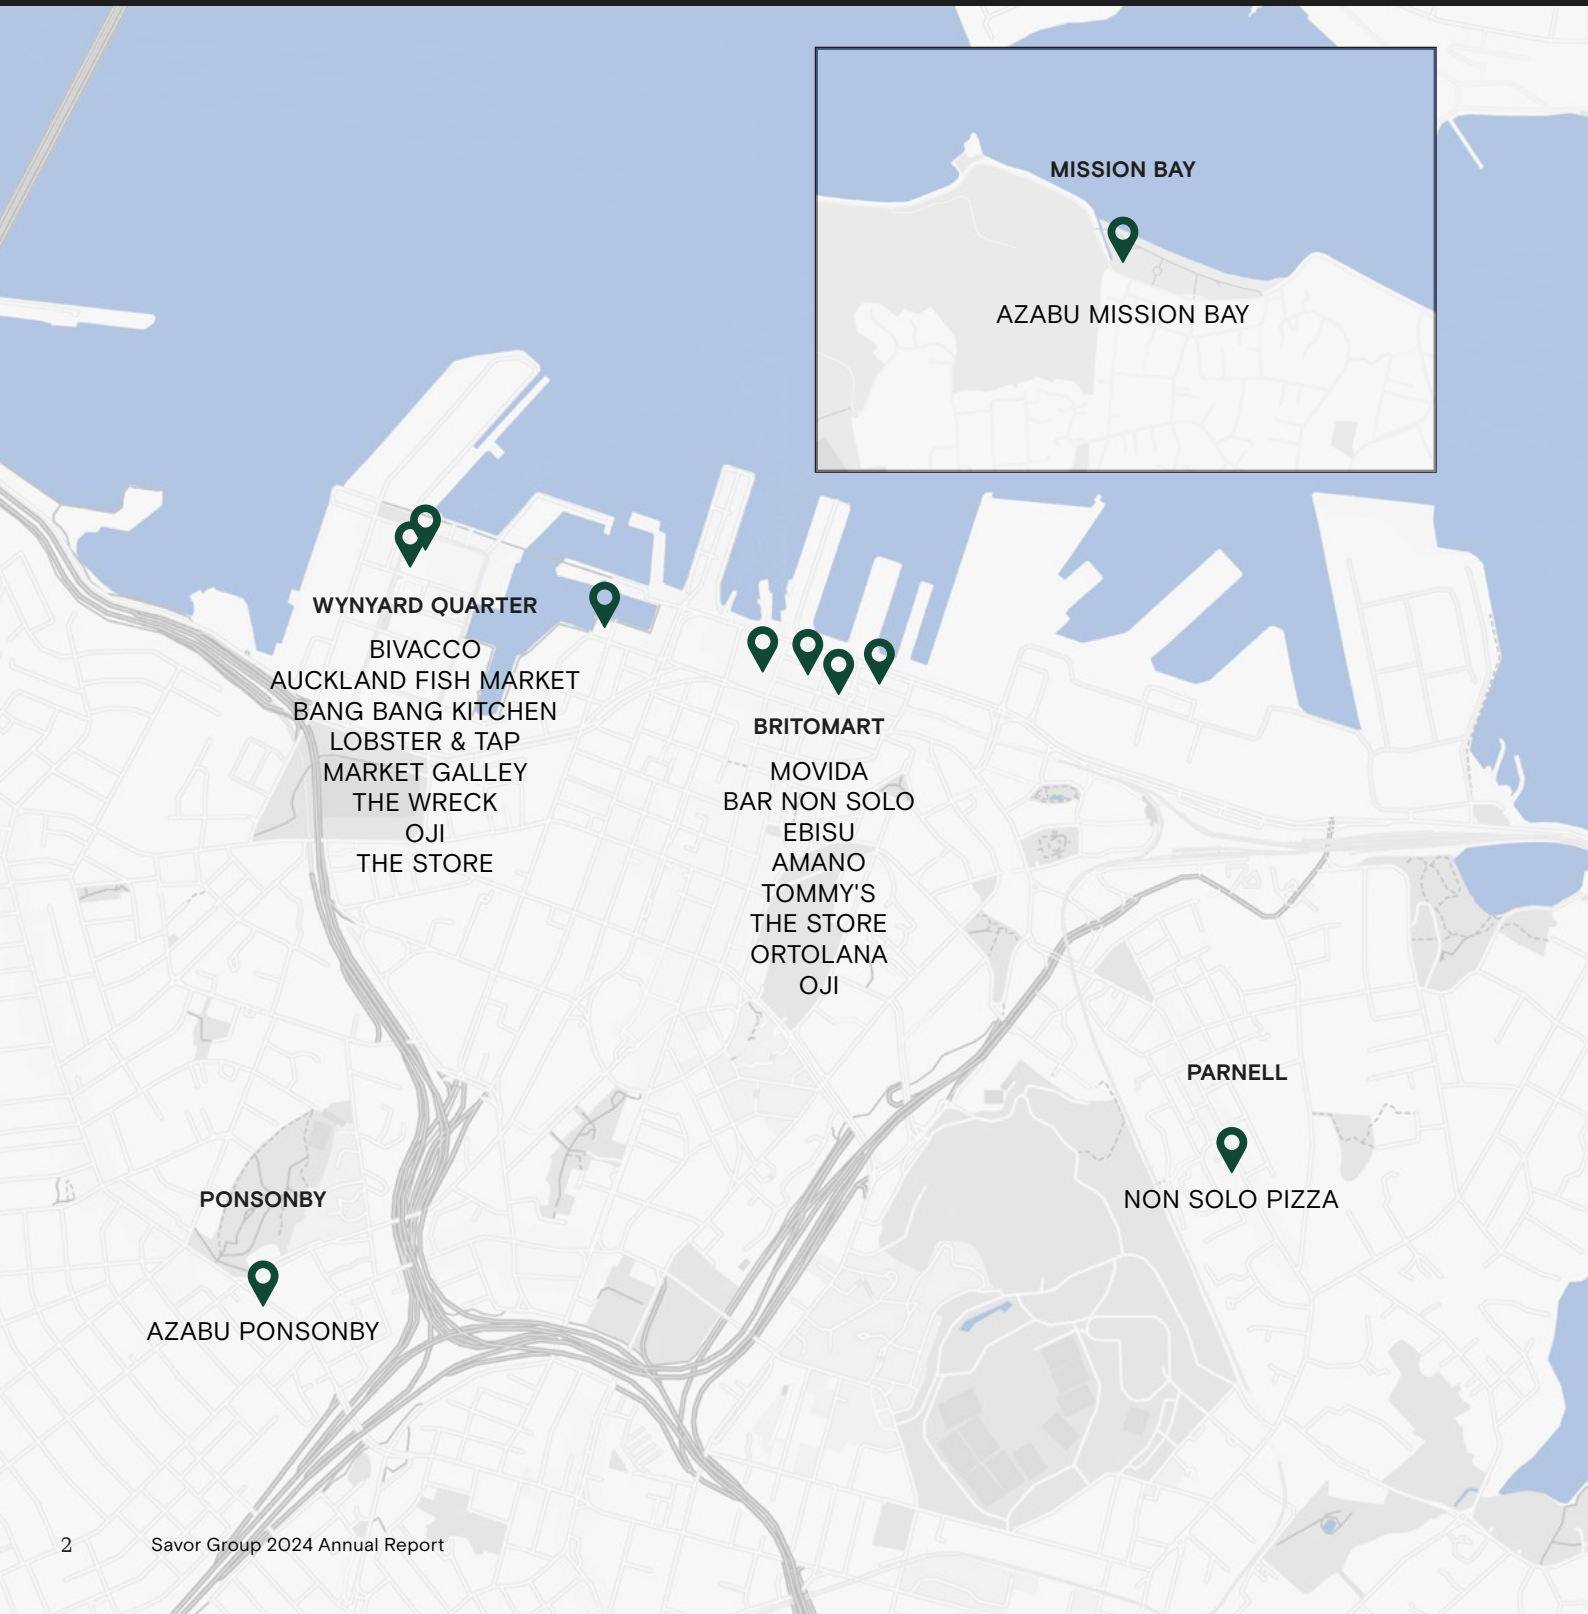 MISSION BAY
AZABU MISSION BAY
WYNYARD QUARTER
BIVACCO
AUCKLAND FISH MARKET
BANG BANG KITCHEN
LOBSTER & TAP
MARKET GALLEY
THE WRECK
OJI
THE STORE
BRITOMART
MOVIDA
BAR NON SOLO
EBISU
AMANO
TOMMY'S
THE STORE
ORTOLANA
OJI
PARNELL
NON SOLO PIZZA
PONSONBY
AZABU PONSONBY
2 Savor Group 2024 Annual Report